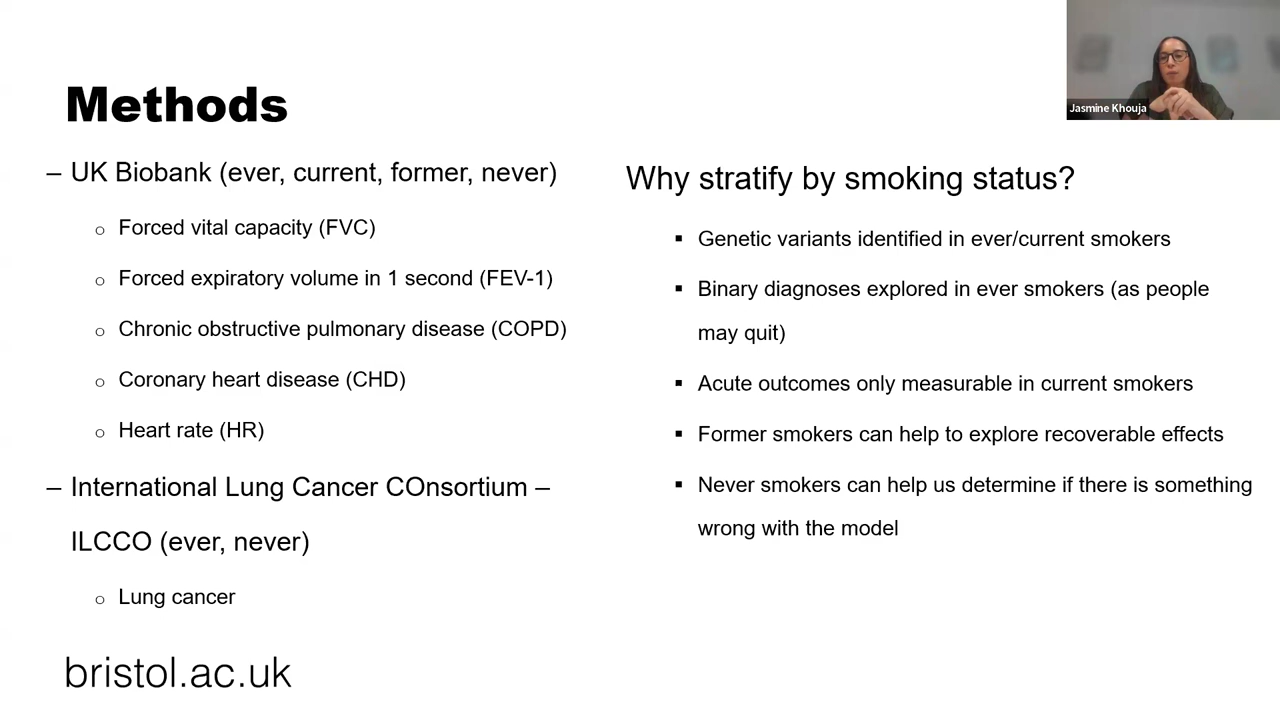 Methods
– UK Biobank (ever, current, former, never)
○ Forced vital capacity (FVC)
○ Forced expiratory volume in 1 second (FEV-1)
○ Chronic obstructive pulmonary disease (COPD)
○ Coronary heart disease (CHD)
○ Heart rate (HR)
– International Lung Cancer COnsortium –
ILCCO (ever, never)
○ Lung cancer
Why stratify by smoking status?
▪ Genetic variants identified in ever/current smokers
▪ Binary diagnoses explored in ever smokers (as people
may quit)
▪ Acute outcomes only measurable in current smokers
▪ Former smokers can help to explore recoverable effects
▪ Never smokers can help us determine if there is something
wrong with the model
bristol.ac.uk
Jasmine Khouja